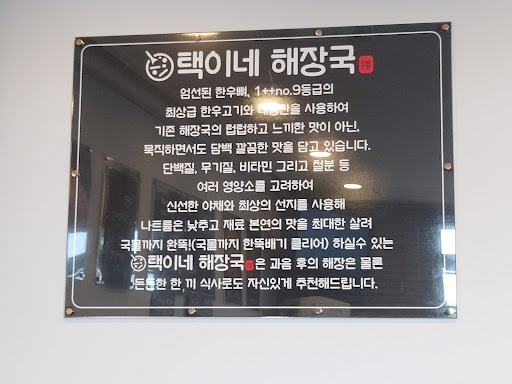 택이네 해장국
엄선된 한우뼈, 1++no.9등급의
최상급 한우고기와 대창만을 사용하여
기존 해장국의 텁텁하고 느끼한 맛이 아닌,
묵직하면서도 담백 깔끔한 맛을 담고 있습니다.
단백질, 무기질, 비타민 그리고 철분 등
여러 영양소를 고려하여
신선한 야채와 최상의 선지를 사용해
나트륨은 낮추고 재료 본연의 맛을 최대한 살려
국물까지 완뚝!(국물까지 한뚝배기 클리어) 하실수 있는
택이네 해장국은 과음 후의 해장은 물론
든든한 한 끼 식사로도 자신있게 추천해드립니다.